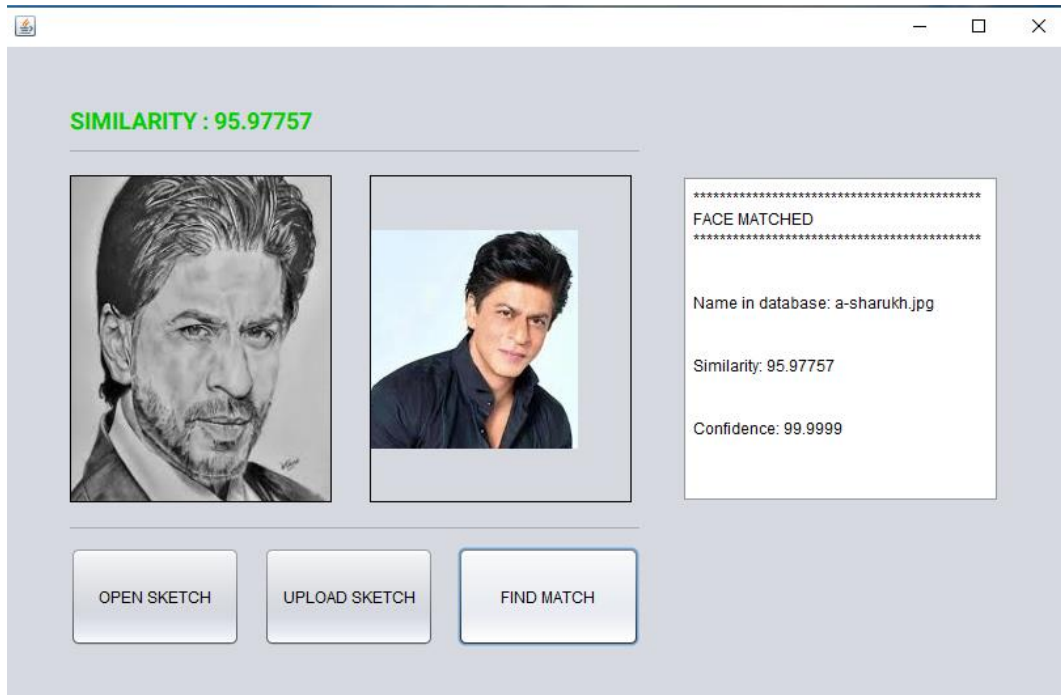 SIMILARITY : 95.97757
********************************************
FACE MATCHED
********************************************
Name in database: a-sharukh.jpg
Similarity: 95.97757
Confidence: 99.9999
OPEN SKETCH
UPLOAD SKETCH
FIND MATCH